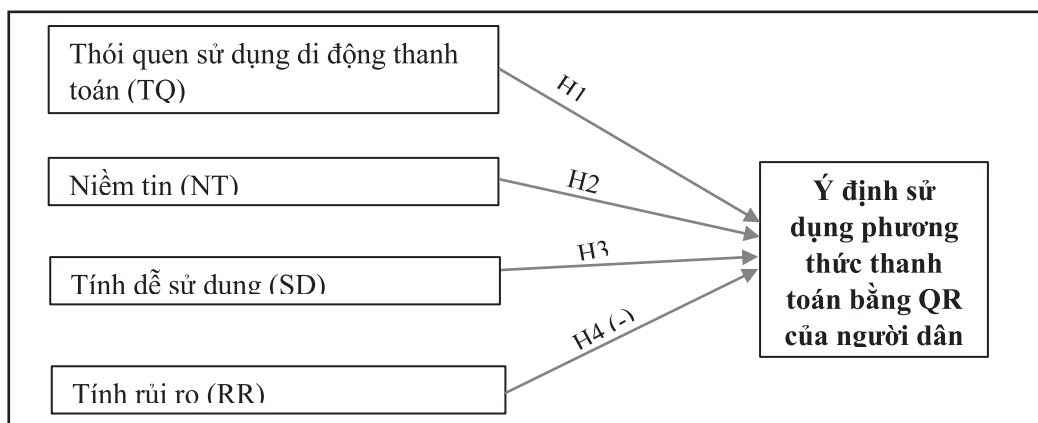 Thói quen sử dụng di động thanh
toán (TQ)
H1
Niềm tin (NT)
H2
Tính dễ sử dụng (SD)
H3
Tính rủi ro (RR)
H4 (-)
Ý định sử
dụng phương
thức thanh
toán bằng QR
của người dân